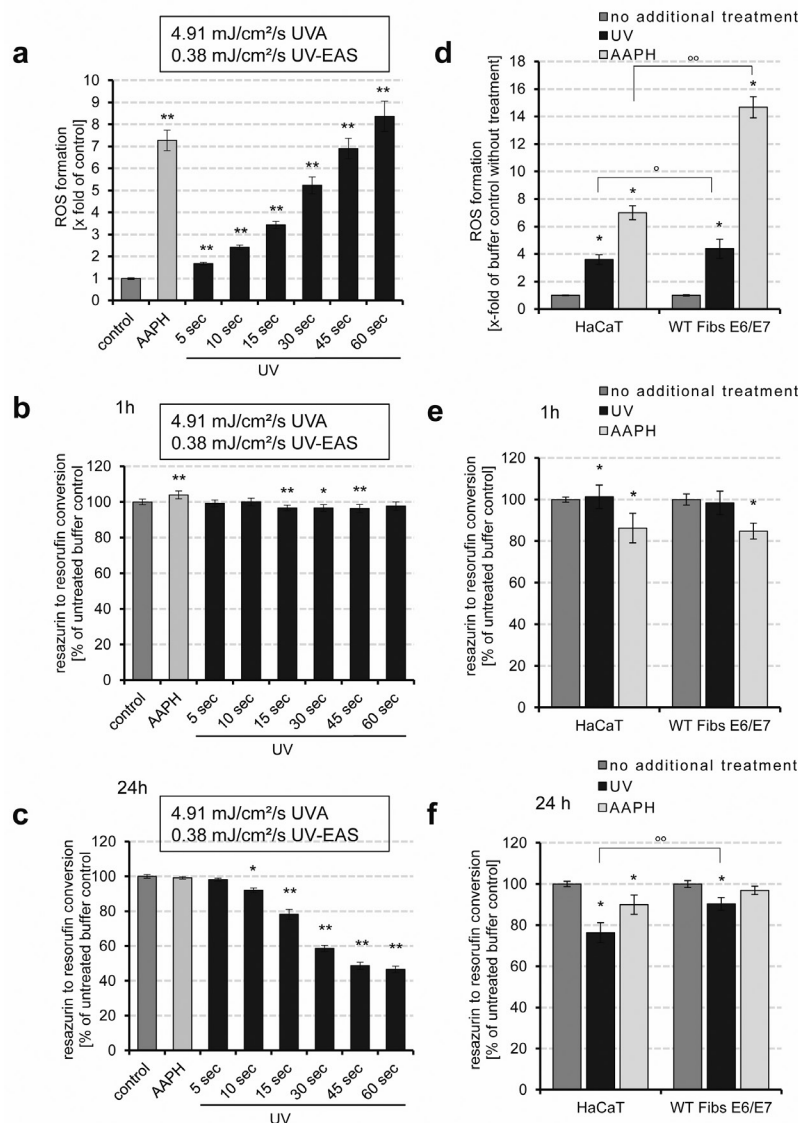 a
4.91 mJ/cm²/s UVA
0.38 mJ/cm²/s UV-EAS
ROS formation
[x fold of control]
10
9
8
7
6
5
4
3
2
1
0
**
**
**
**
**
**
**
control
AAPH
5 sec
10 sec
15 sec
30 sec
45 sec
60 sec
UV
b
1h
4.91 mJ/cm²/s UVA
0.38 mJ/cm²/s UV-EAS
resazurin to resorufin conversion
[% of untreated buffer control]
120
100
80
60
40
20
0
**
**
*
**
control
AAPH
5 sec
10 sec
15 sec
30 sec
45 sec
60 sec
UV
c
24h
4.91 mJ/cm²/s UVA
0.38 mJ/cm²/s UV-EAS
resazurin to resorufin conversion
[% of untreated buffer control
120
100
80
60
40
20
0
*
**
**
**
**
control
AAPH
5 sec
10 sec
15 sec
30 sec
45 sec
60 sec
UV
d
no additional treatment
UV
AAPH
ROS formation
[x-fold of buffer control without treatment]
18
16
14
12
10
8
6
4
2
0
*
*
°
°°
*
*
HaCaT
WT Fibs E6/E7
e
1h
no additional treatment
UV
AAPH
resazurin to resorufin conversion
[% of untreated buffer control]
120
100
80
60
40
20
0
*
*
*
HaCaT
WT Fibs E6/E7
f
24 h
no additional treatment
UV
AAPH
resazurin to resorufin conversion
[% of untreated buffer control]
120
100
80
60
40
20
0
*
*
°°
*
HaCaT
WT Fibs E6/E7